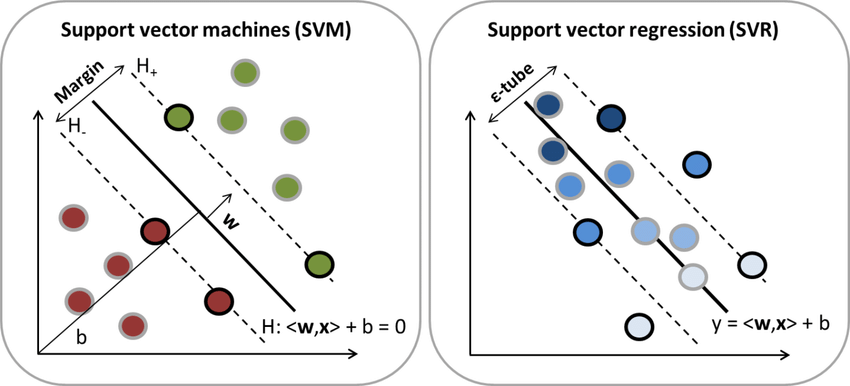 Support vector machines (SVM)
Margin
H+
H-
w
b
H: <w,x> + b = 0
Support vector regression (SVR)
ε-tube
y = <w,x> + b